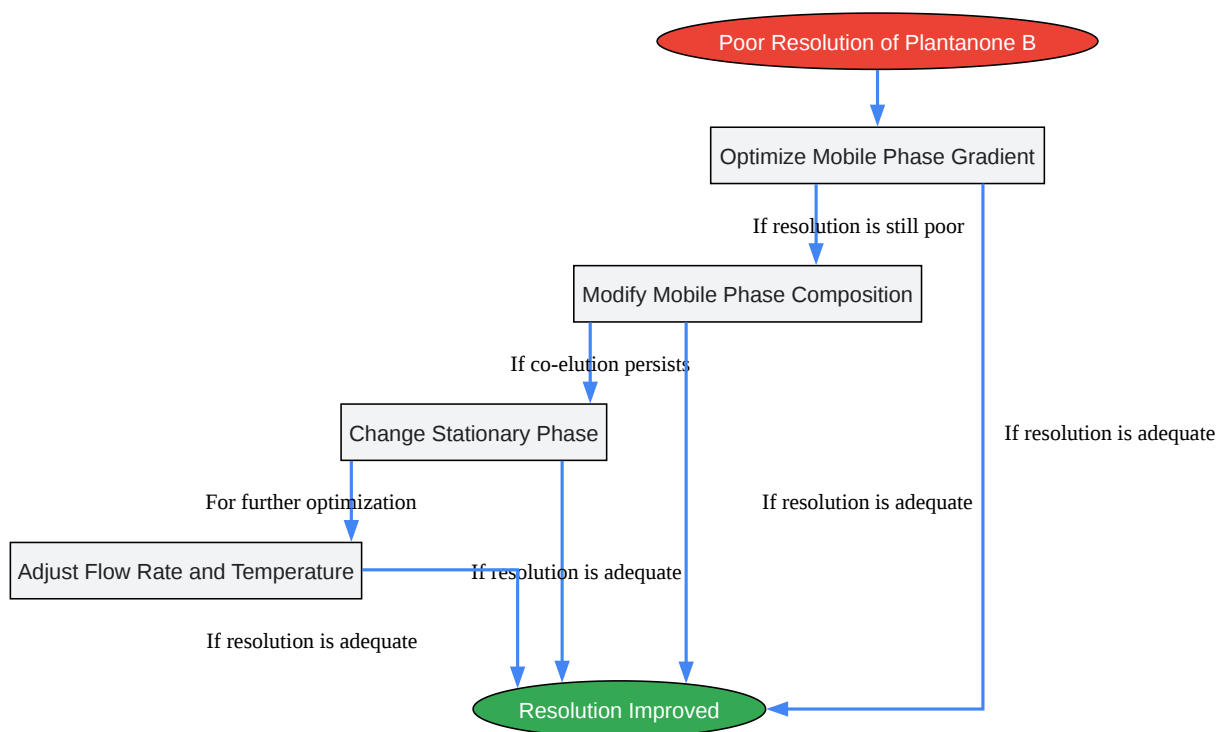 Poor Resolution of Plantanone B
Optimize Mobile Phase Gradient
If resolution is still poor
Modify Mobile Phase Composition
If co-elution persists
Change Stationary Phase
If resolution is adequate
For further optimization
If resolution is adequate
Adjust Flow Rate and Temperature
If resolution is adequate
If resolution is adequate
Resolution Improved